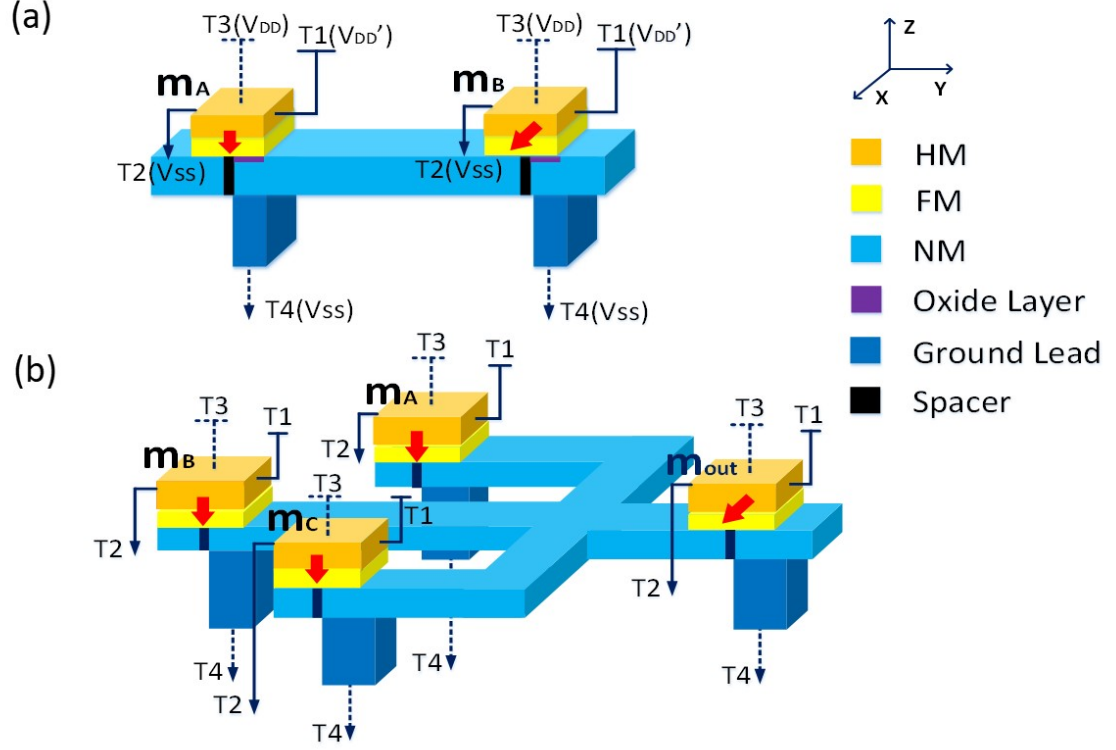 (a)
T3(VDD)
T1(VDD’)
mA
T2(VSS)
T4(VSS)
T3(VDD)
T1(VDD’)
mB
T2(VSS)
T4(VSS)
Z
Y
X
HM
FM
NM
Oxide Layer
Ground Lead
Spacer
(b)
T3
T1
mA
T2
T4
T3
T1
mB
T2
T4
T3
T1
mC
T2
T4
T3
T1
mout
T2
T4